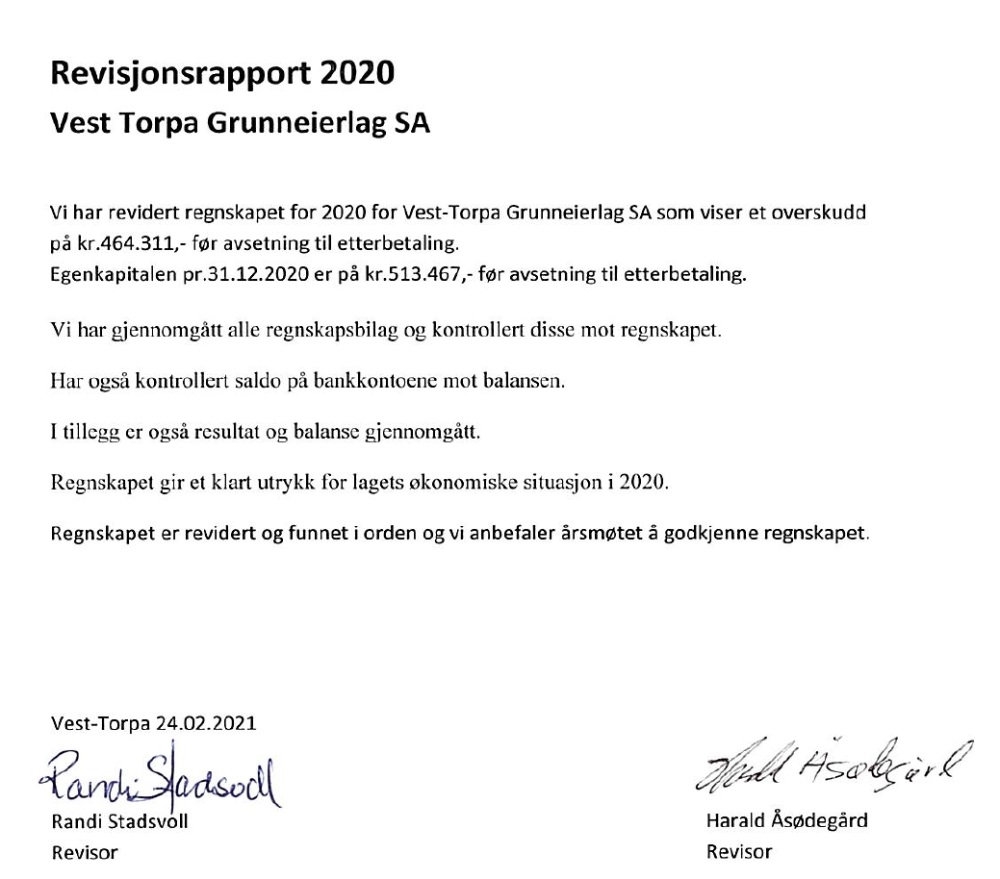 Revisjonsrapport 2020
Vest Torpa Grunneierlag SA
Vi har revidert regnskapet for 2020 for Vest-Torpa Grunneierlag SA som viser et overskudd
på kr.464.311,- før avsetning til etterbetaling.
Egenkapitalen pr.31.12.2020 er på kr.513.467,- før avsetning til etterbetaling.
Vi har gjennomgått alle regnskapsbilag og kontrollert disse mot regnskapet.
Har også kontrollert saldo på bankkontoene mot balansen.
I tillegg er også resultat og balanse gjennomgått.
Regnskapet gir et klart utrykk for lagets økonomiske situasjon i 2020.
Regnskapet er revidert og funnet i orden og vi anbefaler årsmøtet å godkjenne regnskapet.
Vest-Torpa 24.02.2021
Randi Stadsvoll
Randi Stadsvoll
Revisor
Harald Åsødegård
Harald Åsødegård
Revisor